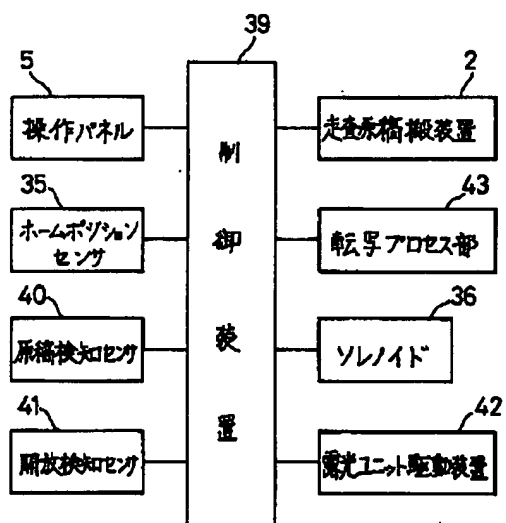 39
5
操作パネル
35
ホームポジション
センサ
40
原稿検知センサ
41
開放検知センサ
制御装置
2
走査原稿搬装置
43
転写プロセス部
36
ソレノイド
42
露光ユニット駆動装置